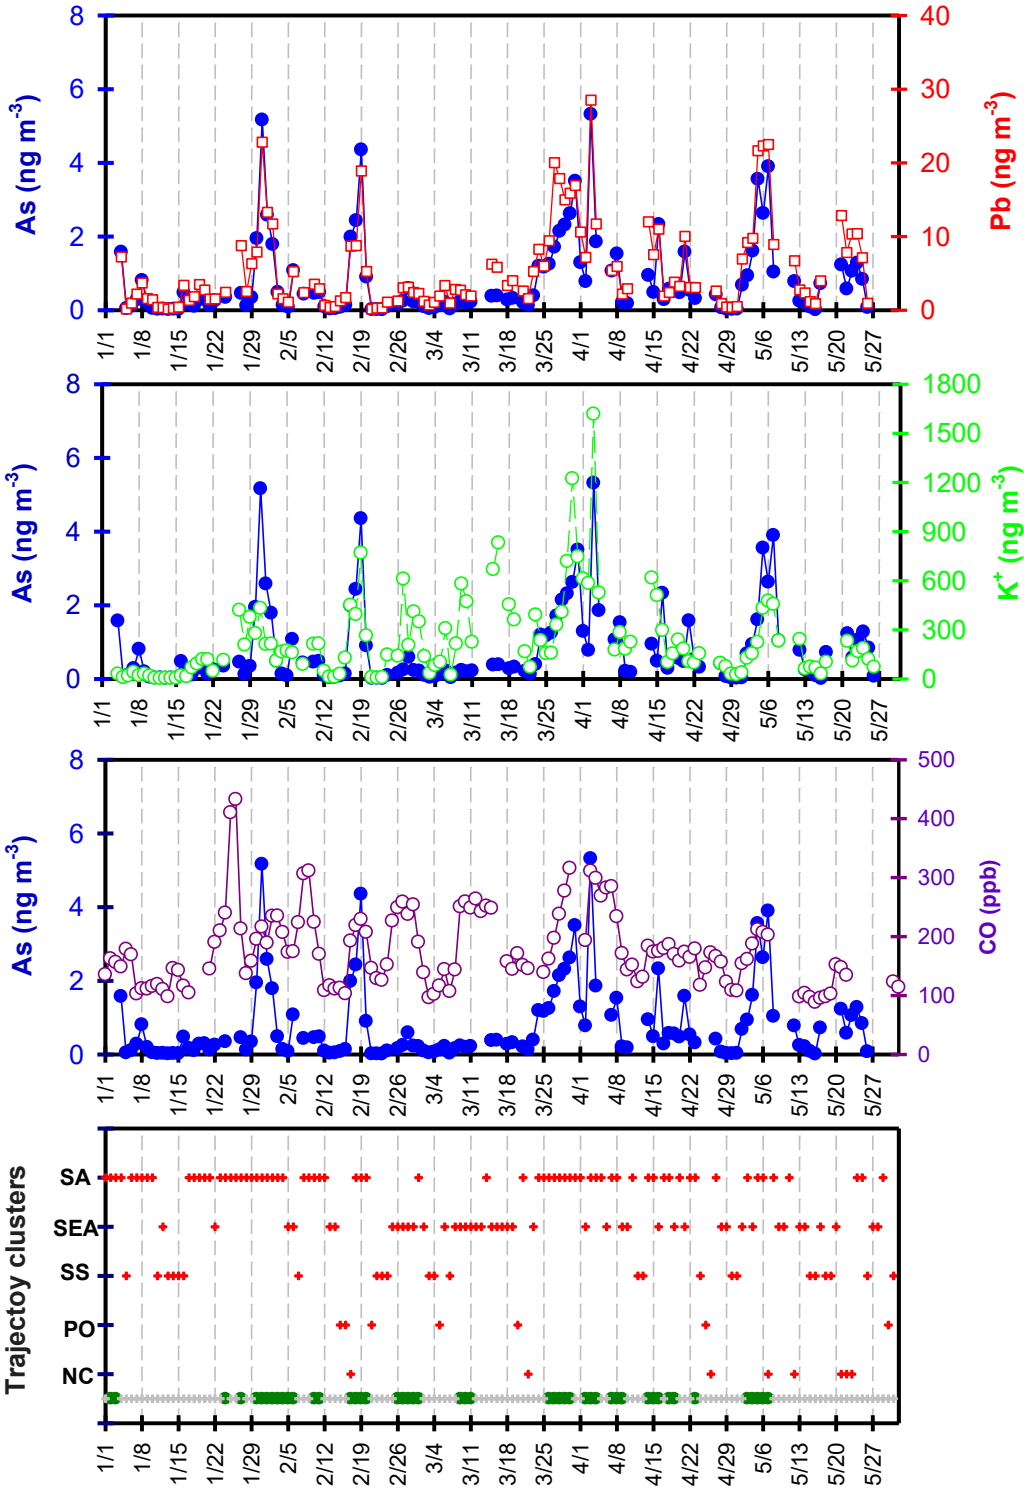 8 40
6 30
4 20
2 10
0 0
As (ng m⁻³)
Pb (ng m⁻³)
1/1 1/8 1/15 1/22 1/29 2/5 2/12 2/19 2/26 3/4 3/11 3/18 3/25 4/1 4/8 4/15 4/22 4/29 5/6 5/13 5/20 5/27
8 1800
1500
6
1200
4 900
600
2
300
0 0
As (ng m⁻³)
K⁺ (ng m⁻³)
1/1 1/8 1/15 1/22 1/29 2/5 2/12 2/19 2/26 3/4 3/11 3/18 3/25 4/1 4/8 4/15 4/22 4/29 5/6 5/13 5/20 5/27
8 500
400
6
300
4
200
2
100
0 0
As (ng m⁻³)
CO (ppb)
1/1 1/8 1/15 1/22 1/29 2/5 2/12 2/19 2/26 3/4 3/11 3/18 3/25 4/1 4/8 4/15 4/22 4/29 5/6 5/13 5/20 5/27
Trajectoy clusters
SA
SEA
SS
PO
NC
1/1 1/8 1/15 1/22 1/29 2/5 2/12 2/19 2/26 3/4 3/11 3/18 3/25 4/1 4/8 4/15 4/22 4/29 5/6 5/13 5/20 5/27